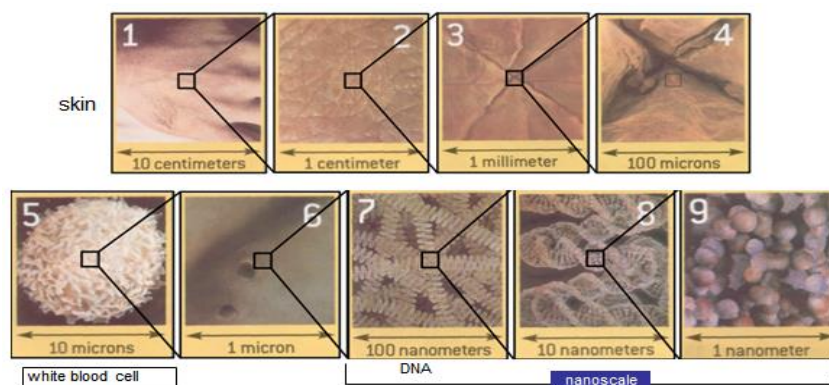 1
2
3
4
skin
10 centimeters
1 centimeter
1 millimeter
100 microns
5
6
7
8
9
10 microns
1 micron
100 nanometers
10 nanometers
1 nanometer
white blood cell
DNA
nanoscale